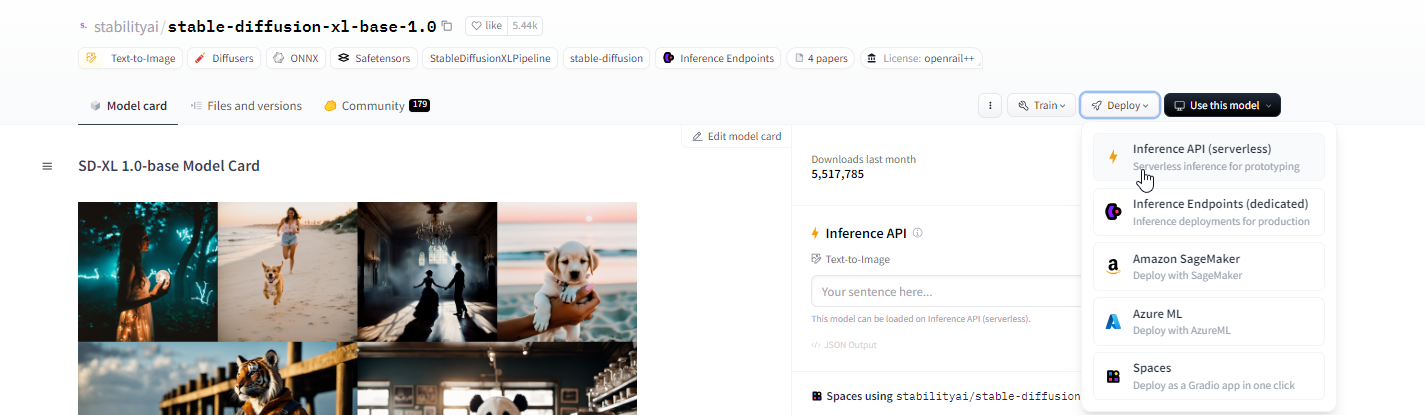 s. stabilityai/stable-diffusion-xl-base-1.0 like 5.44k
Text-to-Image Diffusers ONNX Safetensors StableDiffusionXLPipeline stable-diffusion Inference Endpoints 4 papers License: openrail++
Model card Files and versions Community 179 Train Deploy Use this model
Edit model card
SD-XL 1.0-base Model Card
Downloads last month
5,517,785
Inference API
Text-to-Image
Your sentence here...
This model can be loaded on Inference API (serverless).
JSON Output
Spaces using stabilityai/stable-diffusion
Inference API (serverless)
Serverless inference for prototyping
Inference Endpoints (dedicated)
Inference deployments for production
Amazon SageMaker
Deploy with SageMaker
Azure ML
Deploy with AzureML
Spaces
Deploy as a Gradio app in one click